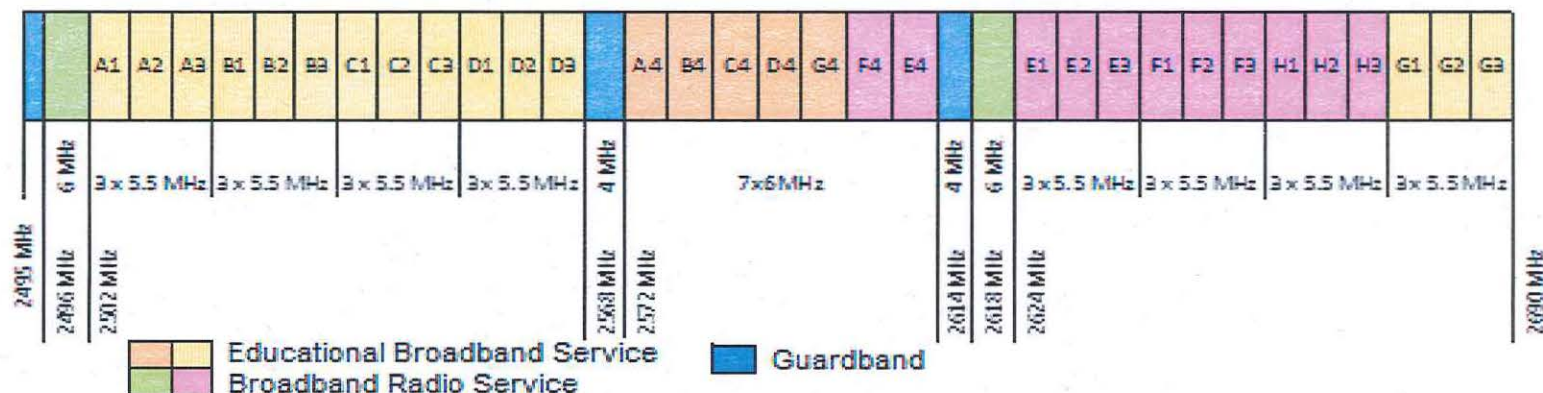 A1 A2 A3 B1 B2 B3 C1 C2 C3 D1 D2 D3 A4 B4 C4 D4 G4 F4 E4 E1 E2 E3 F1 F2 F3 H1 H2 H3 G1 G2 G3
6 MHz 3 x 5.5 MHz 3 x 5.5 MHz 3 x 5.5 MHz 3 x 5.5 MHz 4 MHz 7x6MHz 4 MHz 6 MHz 3 x 5.5 MHz 3 x 5.5 MHz 3 x 5.5 MHz 3 x 5.5 MHz
2495 MHz 2496 MHz 2502 MHz 2568 MHz 2572 MHz 2614 MHz 2618 MHz 2624 MHz 2690 MHz
Educational Broadband Service Guardband
Broadband Radio Service